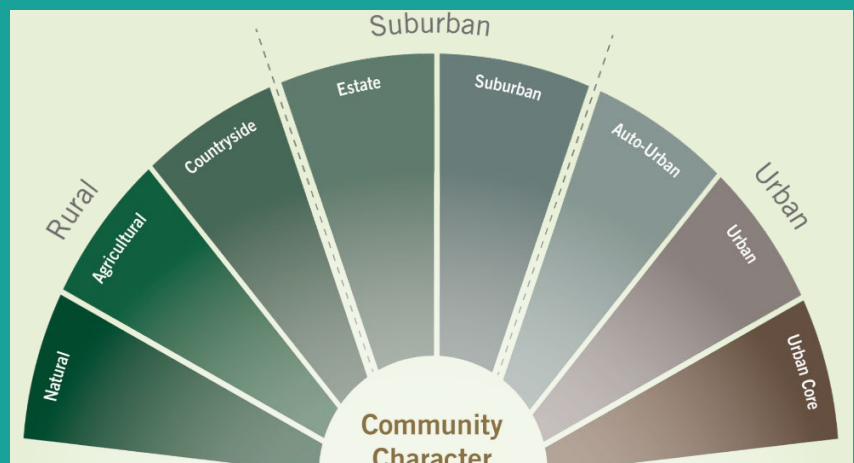 Suburban
Rural
Urban
Natural
Agricultural
Countryside
Estate
Suburban
Auto-Urban
Urban
Urban Core
Community
Character